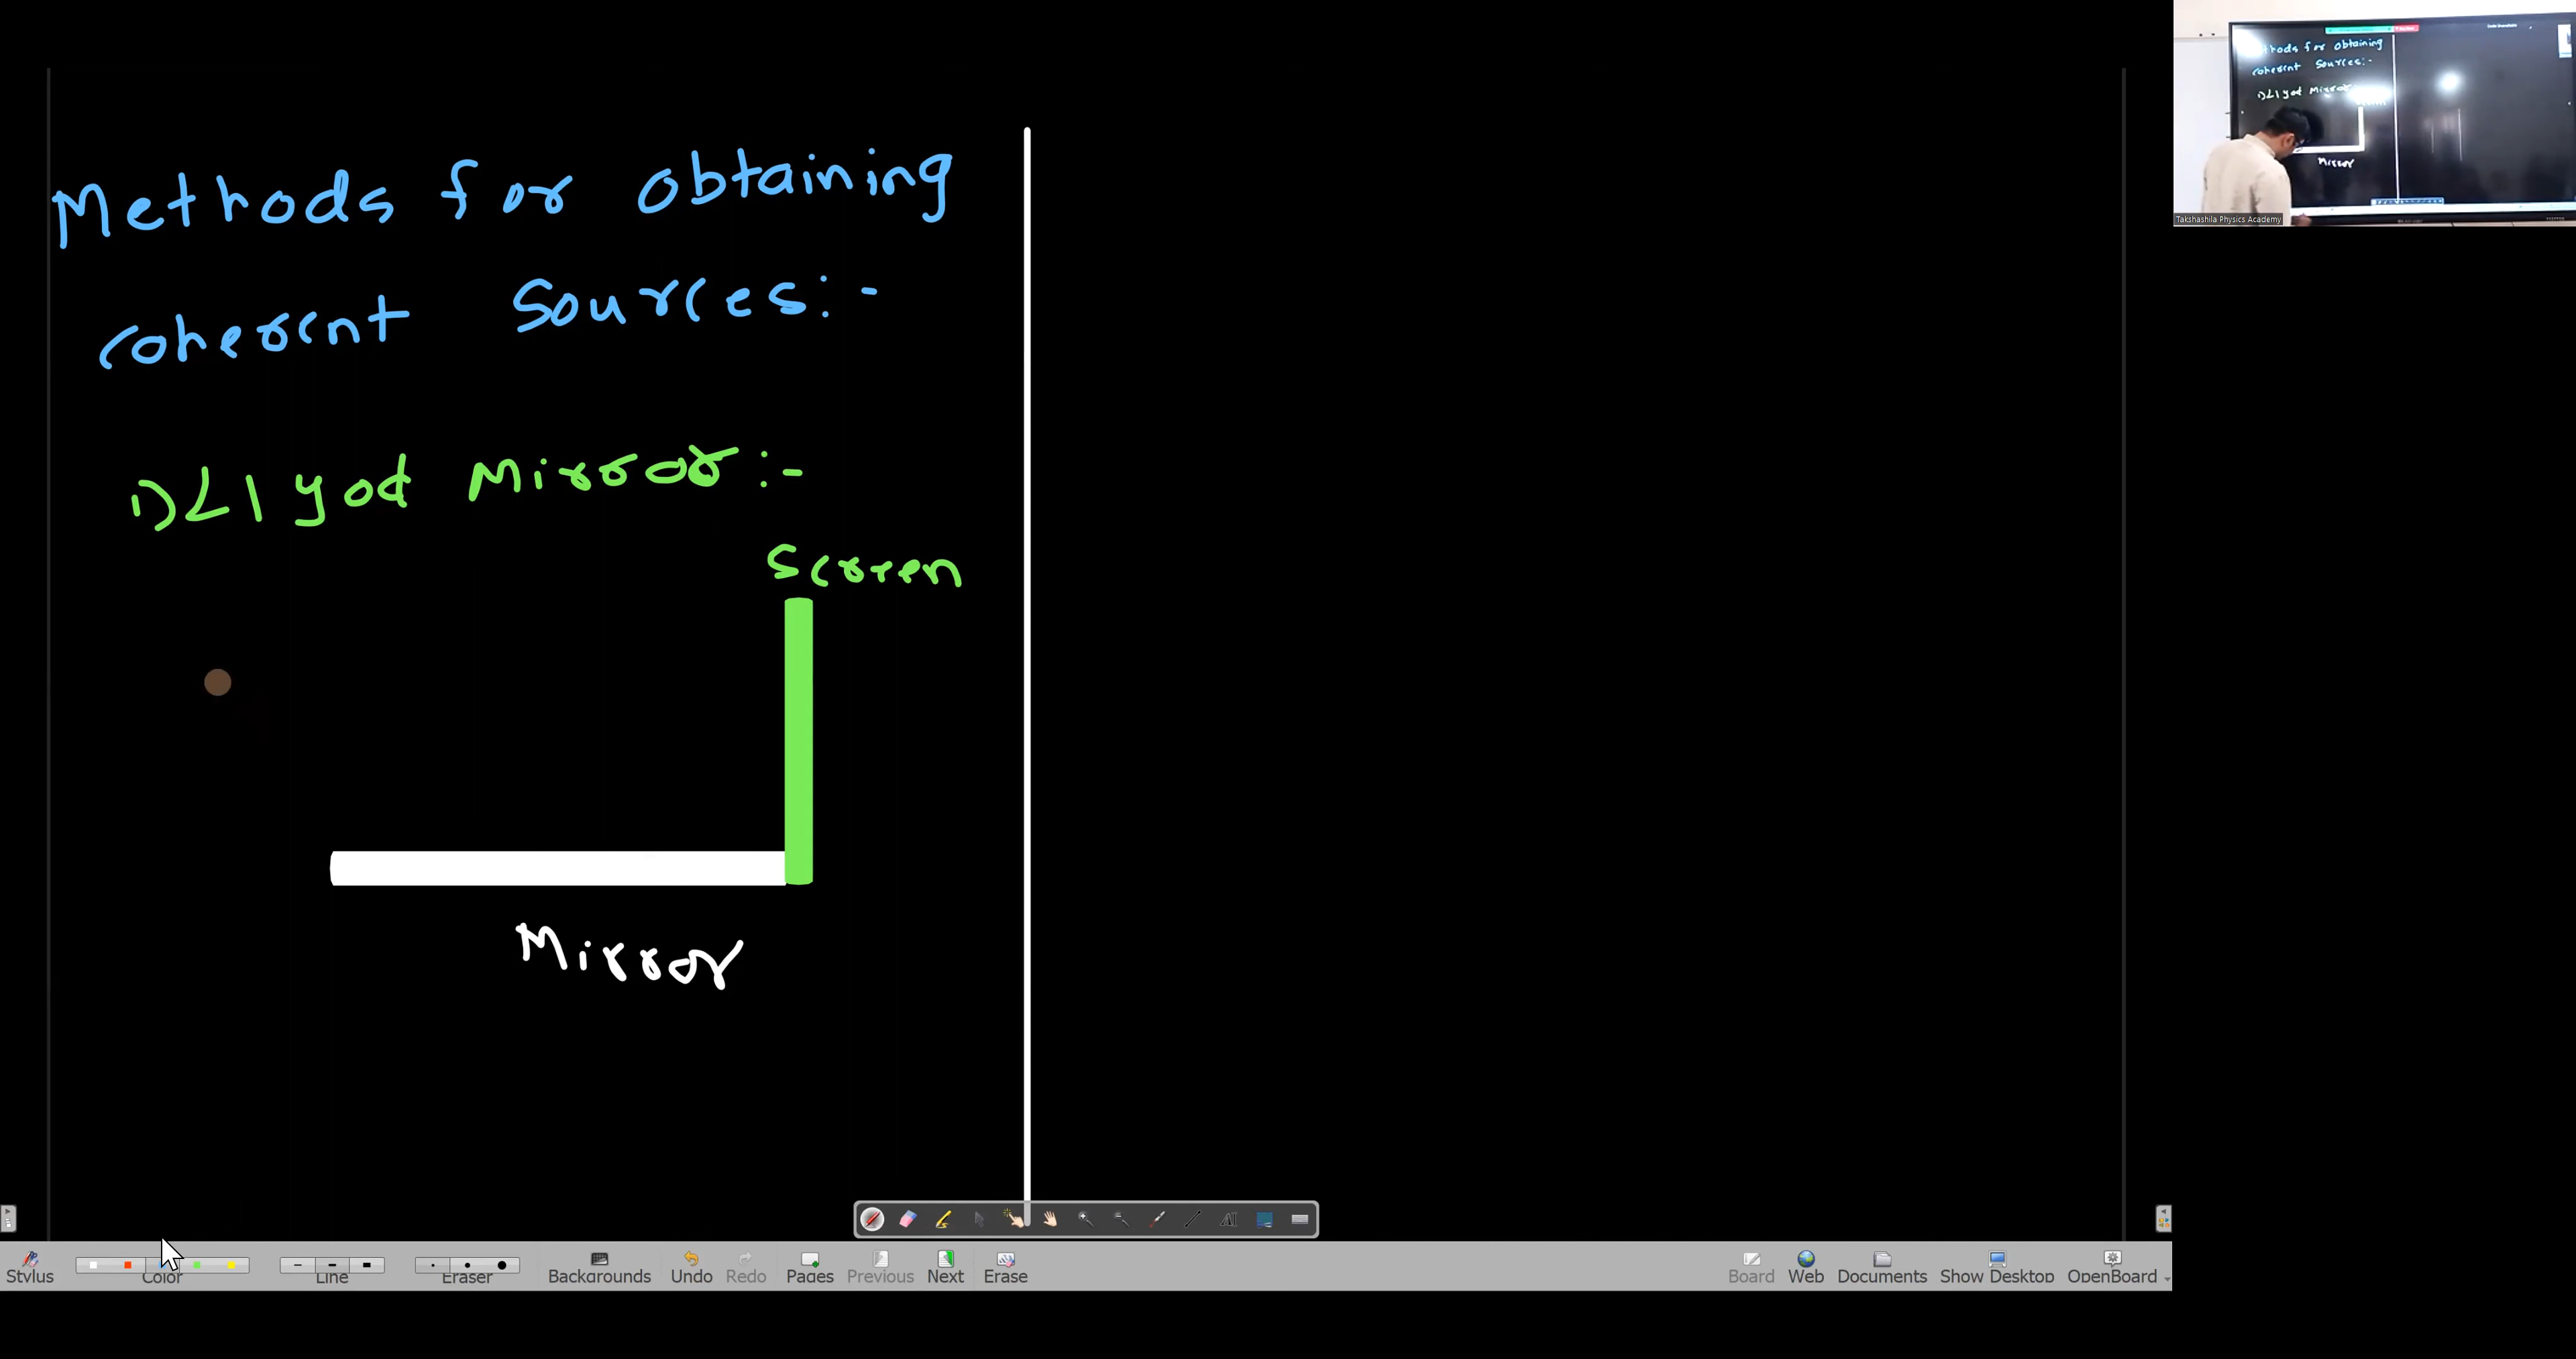 Methods for obtaining
coherent Sources:-
1) Llyod Mirror:-
Screen
Mirror
Takshashila Physics Academy
Stylus
Color
Line
Eraser
Backgrounds
Undo
Redo
Pages
Previous
Next
Erase
Board
Web
Documents
Show Desktop
OpenBoard